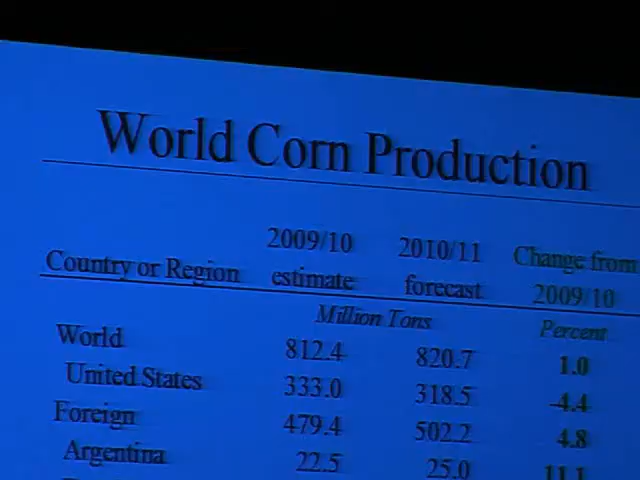 World Corn Production
2009/10 2010/11 Change from
Country or Region estimate forecast 2009/10
Million Tons Percent
World 812.4 820.7 1.0
United States 333.0 318.5 -4.4
Foreign 479.4 502.2 4.8
Argentina 22.5 25.0 11.1